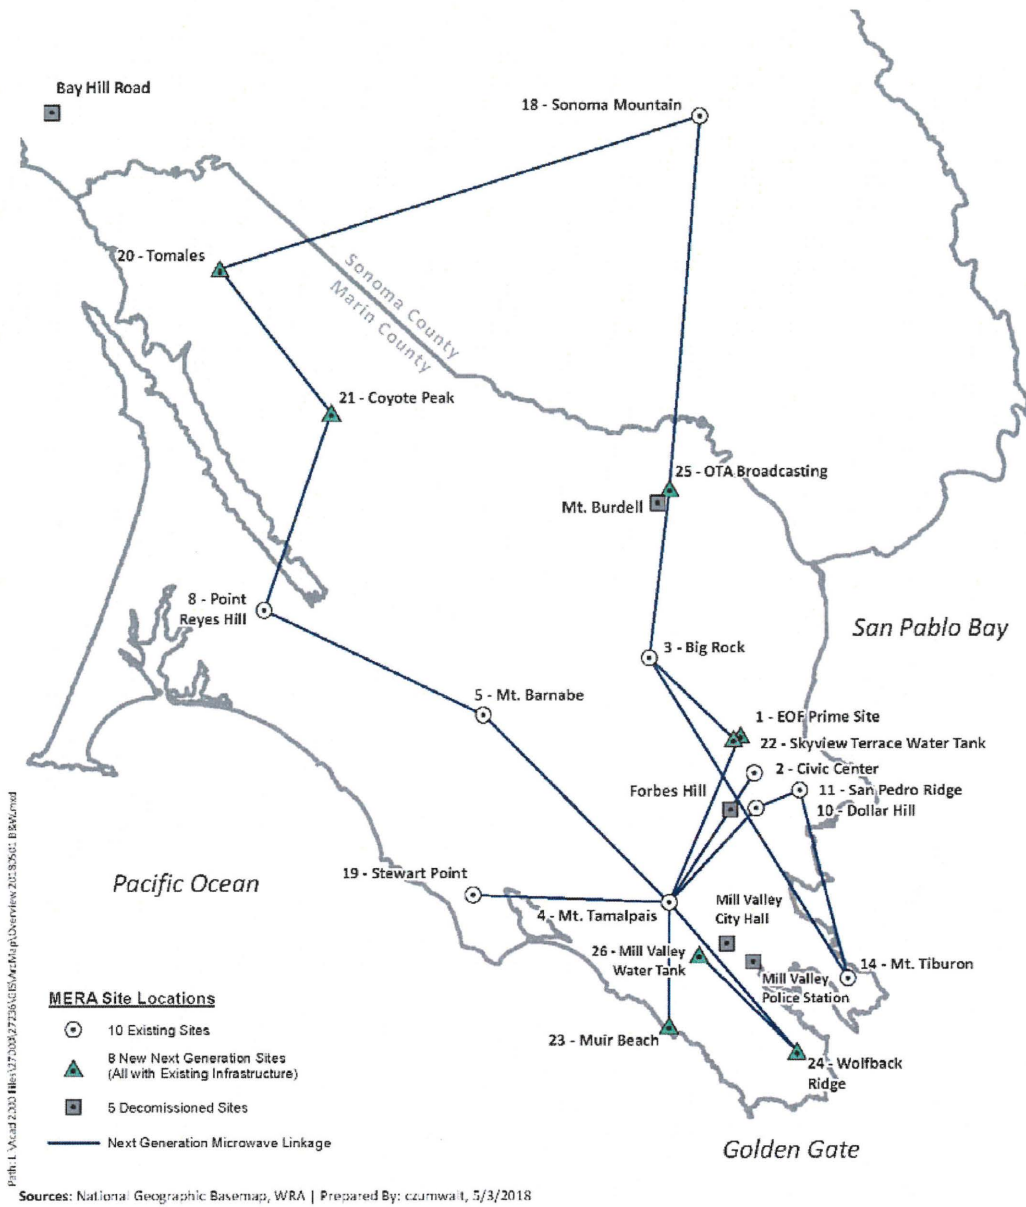 Bay Hill Road
18 - Sonoma Mountain
20 - Tomales
Sonoma County
Marin County
21 - Coyote Peak
25 - OTA Broadcasting
Mt. Burdell
8 - Point
Reyes Hill
San Pablo Bay
3 - Big Rock
5 - Mt. Barnabe
1 - EOF Prime Site
22 - Skyview Terrace Water Tank
2 - Civic Center
Forbes Hill
11 - San Pedro Ridge
10 - Dollar Hill
Pacific Ocean
19 - Stewart Point
Mill Valley
City Hall
4 - Mt. Tamalpais
26 - Mill Valley
Water Tank
14 - Mt. Tiburon
Mill Valley
Police Station
MERA Site Locations
10 Existing Sites
23 - Muir Beach
8 New Next Generation Sites
(All with Existing Infrastructure)
24 - Wolfback
Ridge
5 Decomissioned Sites
Next Generation Microwave Linkage
Golden Gate
Sources: National Geographic Basemap, WRA | Prepared By: czumwalt, 5/3/2018